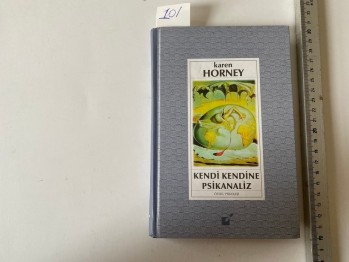 101
karen
HORNEY
KENDİ KENDİNE
PSİKANALİZ